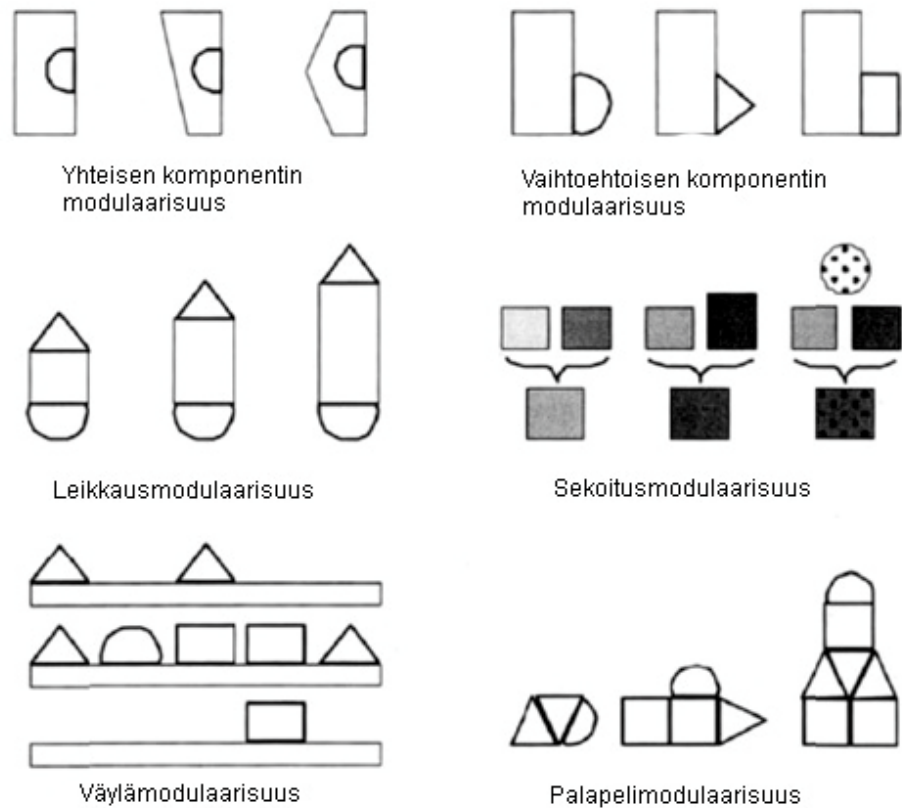 Yhteisen komponentin
modulaarisuus
Vaihtoehtoisen komponentin
modulaarisuus
Leikkausmodulaarisuus
Sekoitusmodulaarisuus
Väylämodulaarisuus
Palapelimodulaarisuus